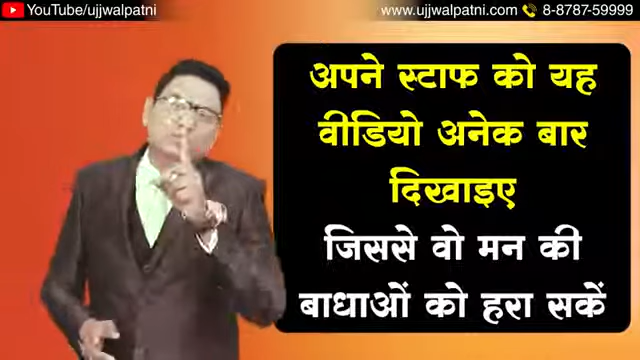 YouTube/ujjwalpatni
www.ujjwalpatni.com 8-8787-59999
अपने स्टाफ को यह
वीडियो अनेक बार
दिखाइए
जिससे वो मन की
बाधाओं को हरा सकें